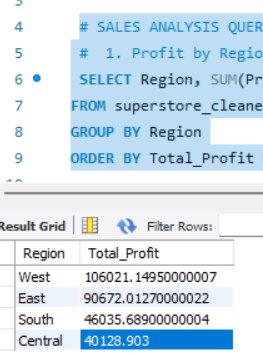 4 # SALES ANALYSIS QUER
5 # 1. Profit by Regio
6 SELECT Region, SUM(Pr
7 FROM superstore_cleane
8 GROUP BY Region
9 ORDER BY Total_Profit
Result Grid Filter Rows:
Region Total_Profit
West 106021.14950000007
East 90672.01270000022
South 46035.68900000004
Central 40128.903